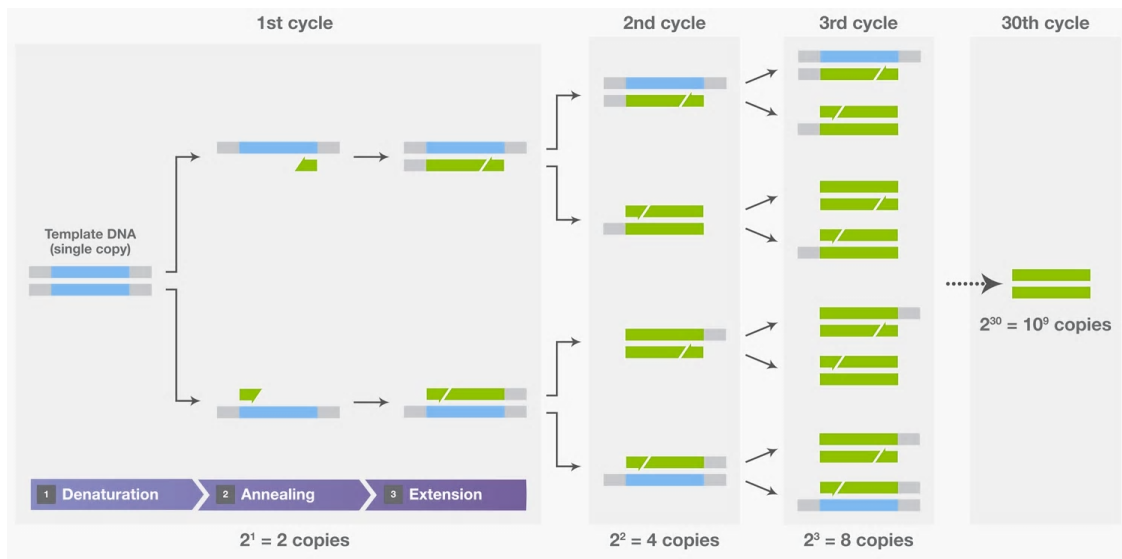 1st cycle
2nd cycle
3rd cycle
30th cycle
Template DNA
(single copy)
2³⁰ = 10⁹ copies
1 Denaturation
2 Annealing
3 Extension
2¹ = 2 copies
2² = 4 copies
2³ = 8 copies